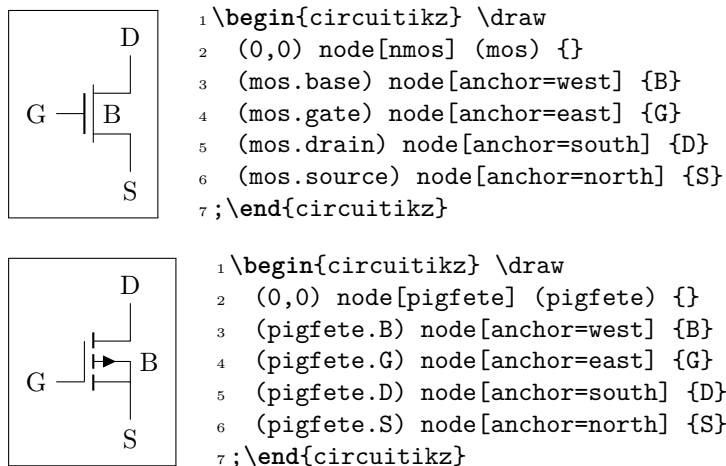 D
G
B
S
1 \begin{circuitikz} \draw
2 (0,0) node[nmos] (mos) {}
3 (mos.base) node[anchor=west] {B}
4 (mos.gate) node[anchor=east] {G}
5 (mos.drain) node[anchor=south] {D}
6 (mos.source) node[anchor=north] {S}
7 ;\end{circuitikz}
D
B
G
S
1 \begin{circuitikz} \draw
2 (0,0) node[pigfete] (pigfete) {}
3 (pigfete.B) node[anchor=west] {B}
4 (pigfete.G) node[anchor=east] {G}
5 (pigfete.D) node[anchor=south] {D}
6 (pigfete.S) node[anchor=north] {S}
7 ;\end{circuitikz}